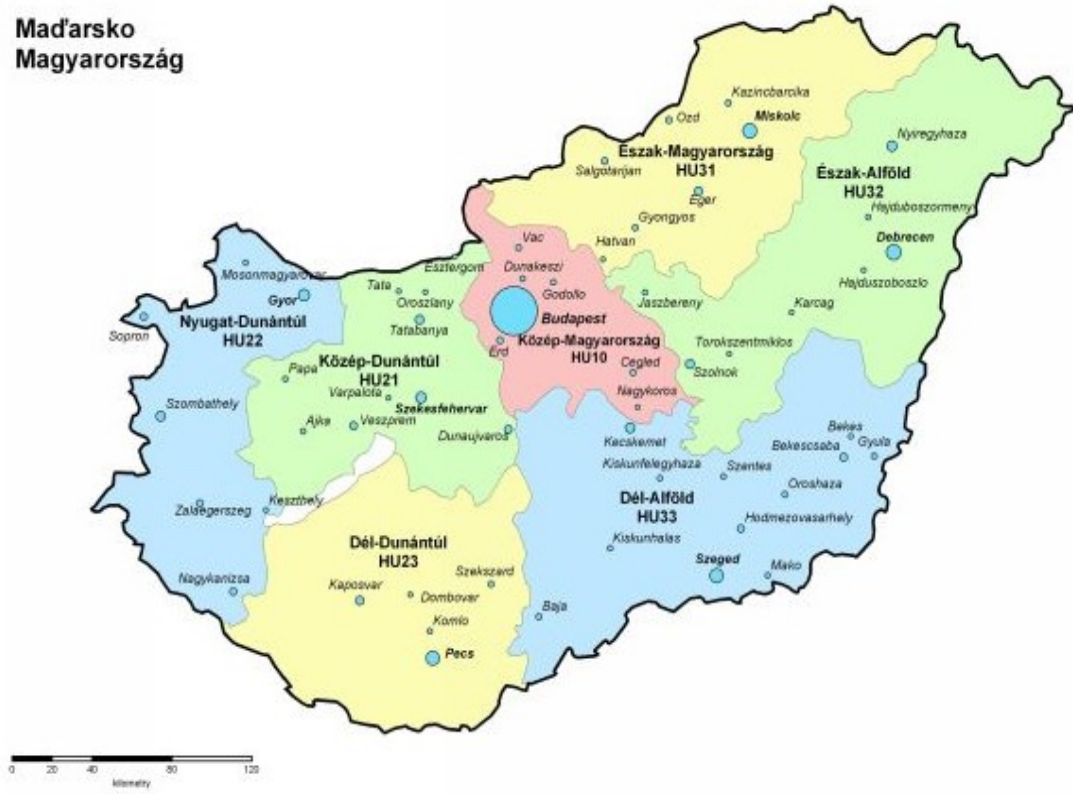 Maďarsko
Magyarország
Kazincbarcika
Ozd
Miskolc
Nyiregyhaza
Észak-Magyarország
HU31
Salgotarjan
Észak-Alföld
HU32
Eger
Hajduboszormenyi
Gyongyos
Vac
Hatvan
Debrecen
Esztergom
Dunakeszi
Mosonmagyarovar
Hajduszoboszlo
Tata
Godollo
Gyor
Oroszlany
Jaszbereny
Karcag
Nyugat-Dunántúl
HU22
Budapest
Sopron
Tatabanya
Erd
Közép-Magyarország
HU10
Torokszentmiklos
Közép-Dunántúl
HU21
Papa
Cegled
Szolnok
Varpalota
Nagykoros
Szombathely
Szekesfehervar
Ajka
Veszprem
Dunaujvaros
Kecskemet
Bekes
Bekescsaba
Gyula
Kiskunfelegyhaza
Szentes
Oroshaza
Dél-Alföld
HU33
Keszthely
Zalaegerszeg
Hodmezovasarhely
Dél-Dunántúl
HU23
Kiskunhalas
Szeged
Mako
Szekszard
Nagykanizsa
Kaposvar
Dombovar
Baja
Komlo
Pecs
0 20 40 80 120
kilometry